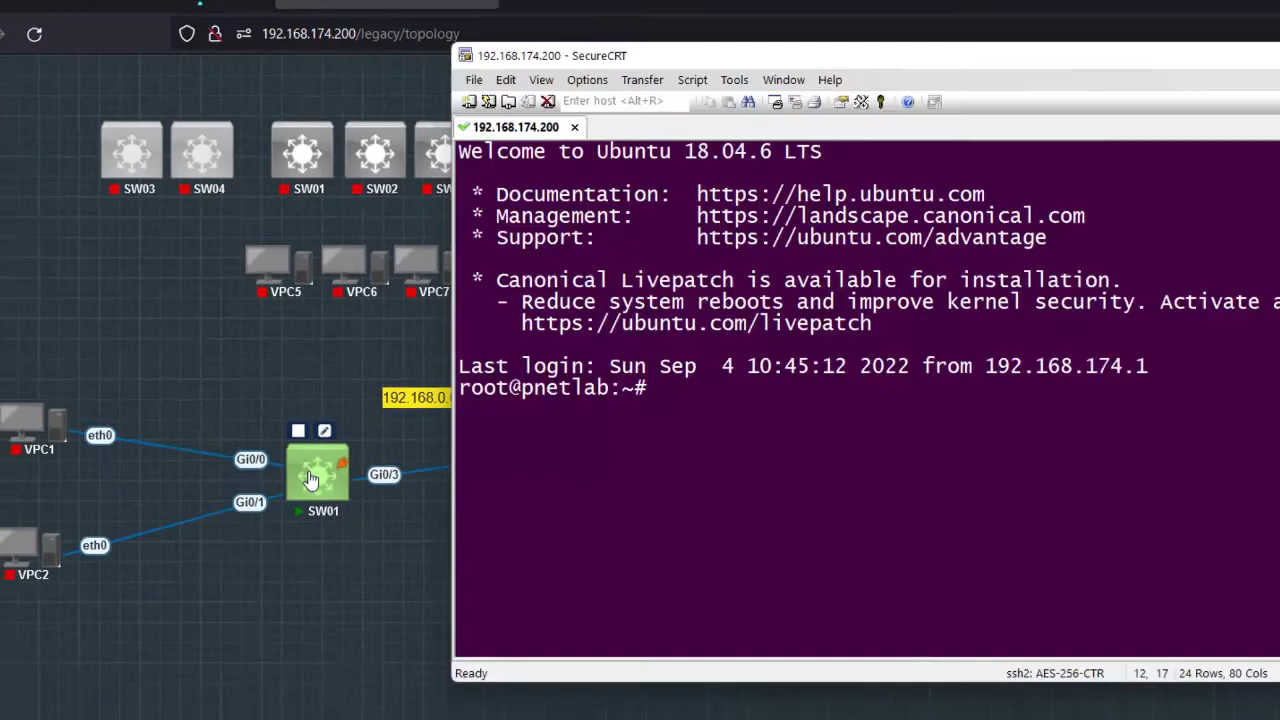 192.168.174.200/legacy/topology
192.168.174.200 - SecureCRT
File Edit View Options Transfer Script Tools Window Help
Enter host <Alt+R>
192.168.174.200
Welcome to Ubuntu 18.04.6 LTS
* Documentation: https://help.ubuntu.com
* Management: https://landscape.canonical.com
* Support: https://ubuntu.com/advantage
* Canonical Livepatch is available for installation.
- Reduce system reboots and improve kernel security. Activate a
https://ubuntu.com/livepatch
Last login: Sun Sep 4 10:45:12 2022 from 192.168.174.1
root@pnetlab:~#
Ready ssh2: AES-256-CTR 12, 17 24 Rows, 80 Cols
SW03 SW04 SW01 SW02 SW
VPC5 VPC6 VPC7
192.168.0.
eth0
VPC1
Gi0/0
Gi0/3
Gi0/1
SW01
eth0
VPC2